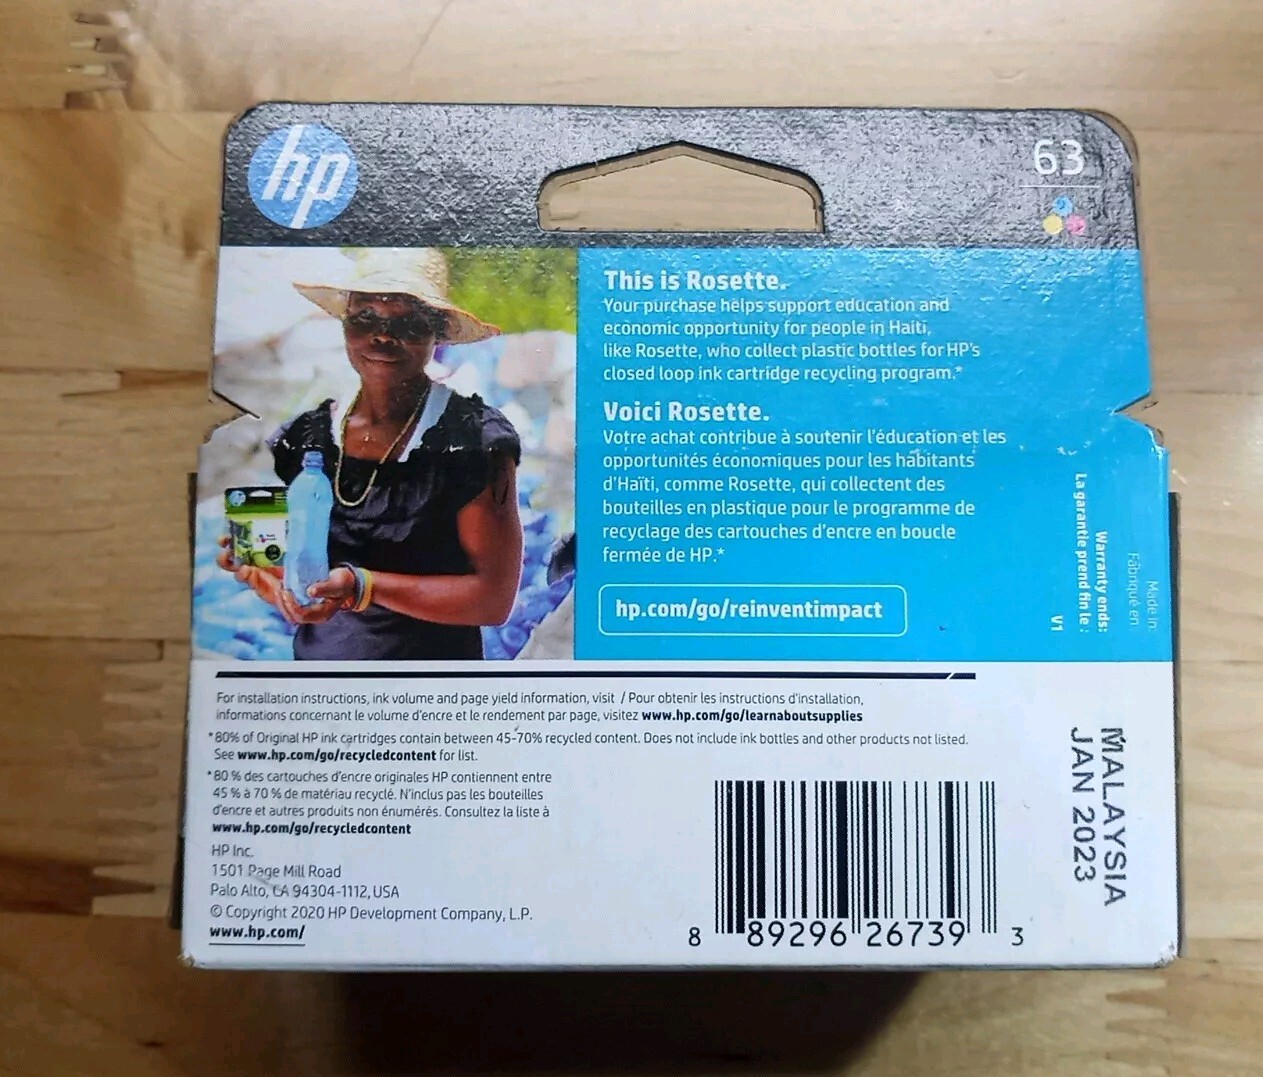 hp
63
This is Rosette.
Your purchase helps support education and
economic opportunity for people in Haiti,
like Rosette, who collect plastic bottles for HP's
closed loop ink cartridge recycling program.*
Voici Rosette.
Votre achat contribue à soutenir l'éducation et les
opportunités économiques pour les habitants
d'Haïti, comme Rosette, qui collectent des
bouteilles en plastique pour le programme de
recyclage des cartouches d'encre en boucle
fermée de HP.*
hp.com/go/reinventimpact
Made in:
Fabriqué en:
Warranty ends:
La garantie prend fin le :
V1
MALAYSIA
JAN 2023
For installation instructions, ink volume and page yield information, visit / Pour obtenir les instructions d'installation,
informations concernant le volume d'encre et le rendement par page, visitez www.hp.com/go/learnaboutsupplies
*80% of Original HP ink cartridges contain between 45-70% recycled content. Does not include ink bottles and other products not listed.
See www.hp.com/go/recycledcontent for list.
*80 % des cartouches d'encre originales HP contiennent entre
45 % à 70 % de matériau recyclé. N'inclus pas les bouteilles
d'encre et autres produits non énumérés. Consultez la liste à
www.hp.com/go/recycledcontent
HP Inc.
1501 Page Mill Road
Palo Alto, CA 94304-1112, USA
© Copyright 2020 HP Development Company, L.P.
www.hp.com/
8 89296 26739 3